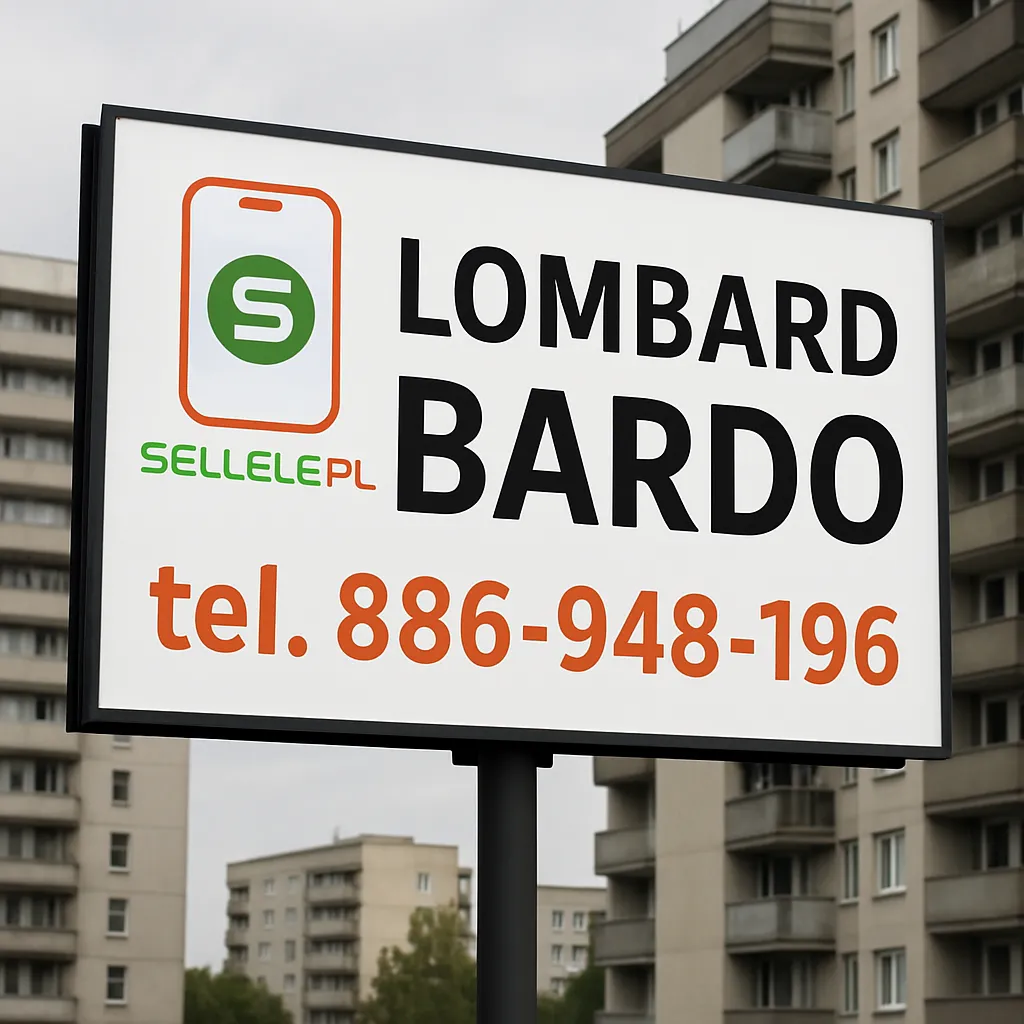 S
SELLELEPL
LOMBARD
BARDO
tel. 886-948-196